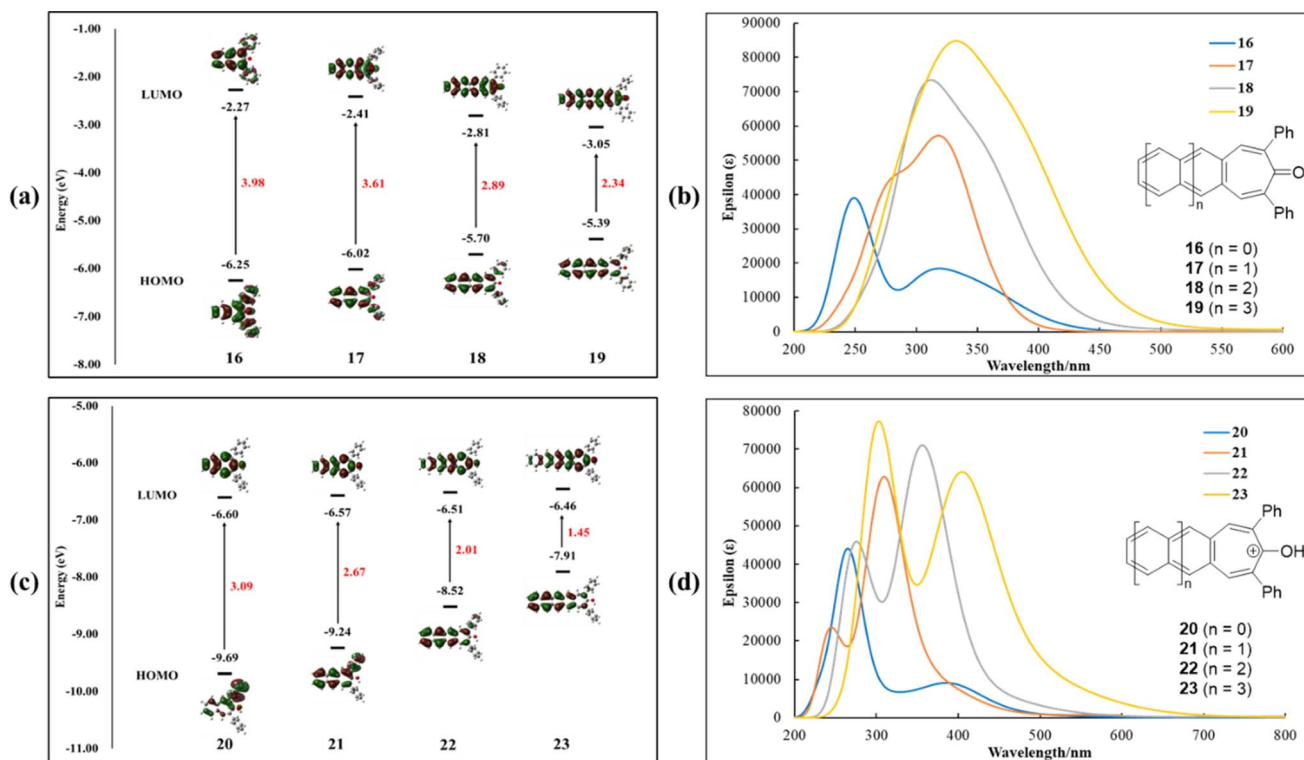 (a)
Energy (eV)
-1.00
-2.00
-3.00
-4.00
-5.00
-6.00
-7.00
-8.00
LUMO
HOMO
-2.27
-2.41
-2.81
-3.05
3.98
3.61
2.89
2.34
-6.25
-6.02
-5.70
-5.39
16
17
18
19
(b)
Epsilon (ε)
90000
80000
70000
60000
50000
40000
30000
20000
10000
0
200 250 300 350 400 450 500 550 600
Wavelength/nm
16
17
18
19
Ph
O
n
Ph
16 (n = 0)
17 (n = 1)
18 (n = 2)
19 (n = 3)
(c)
Energy (eV)
-5.00
-6.00
-7.00
-8.00
-9.00
-10.00
-11.00
LUMO
HOMO
-6.60
-6.57
-6.51
-6.46
3.09
2.67
2.01
1.45
-9.69
-9.24
-8.52
-7.91
20
21
22
23
(d)
Epsilon (ε)
80000
70000
60000
50000
40000
30000
20000
10000
0
200 300 400 500 600 700 800
Wavelength/nm
20
21
22
23
Ph
+
OH
n
Ph
20 (n = 0)
21 (n = 1)
22 (n = 2)
23 (n = 3)